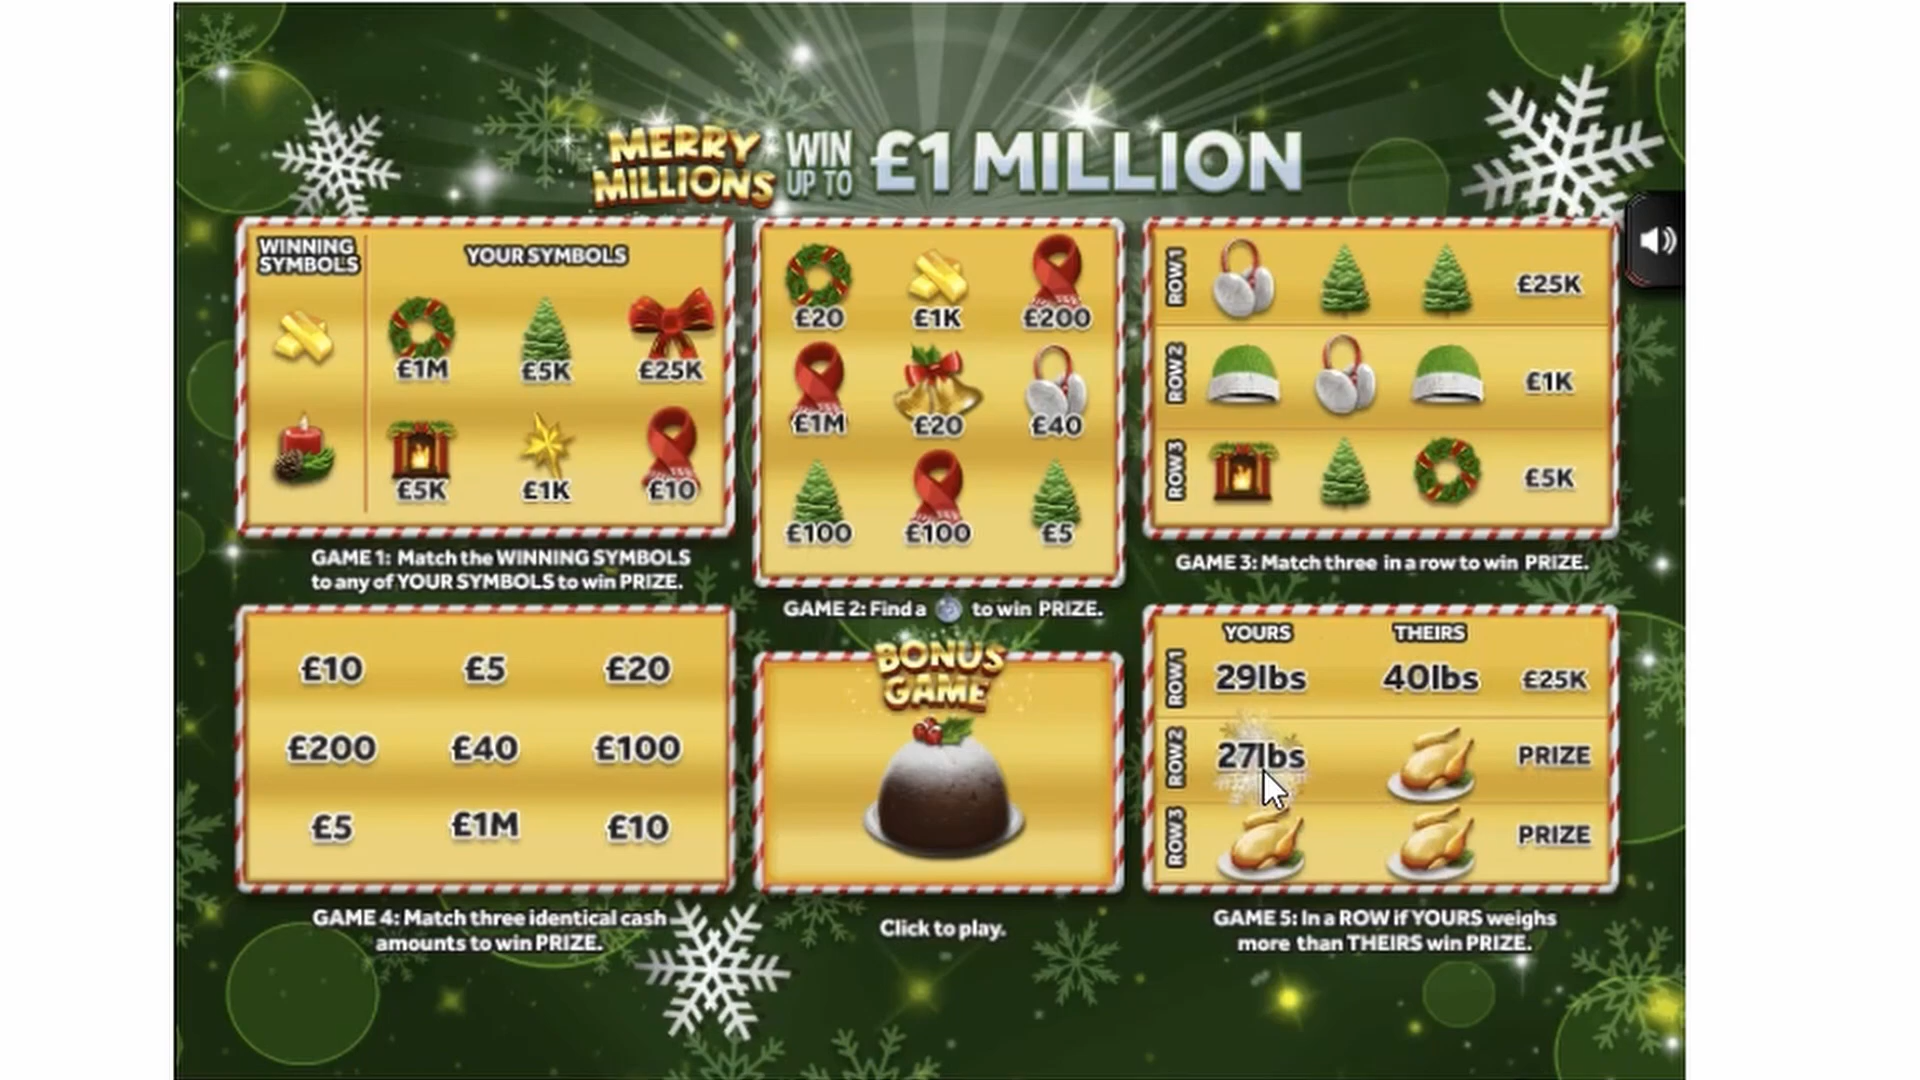 MERRY
MILLIONS
WIN
UP TO
£1 MILLION
WINNING
SYMBOLS
YOUR SYMBOLS
£1M £5K £25K
£5K £1K £10
GAME 1: Match the WINNING SYMBOLS
to any of YOUR SYMBOLS to win PRIZE.
£20 £1K £200
£1M £20 £40
£100 £100 £5
GAME 2: Find a to win PRIZE.
ROW 1 £25K
ROW 2 £1K
ROW 3 £5K
GAME 3: Match three in a row to win PRIZE.
£10 £5 £20
£200 £40 £100
£5 £1M £10
GAME 4: Match three identical cash
amounts to win PRIZE.
BONUS
GAME
Click to play.
YOURS THEIRS
ROW 1 29lbs 40lbs £25K
ROW 2 27lbs PRIZE
ROW 3 PRIZE
GAME 5: In a ROW if YOURS weighs
more than THEIRS win PRIZE.